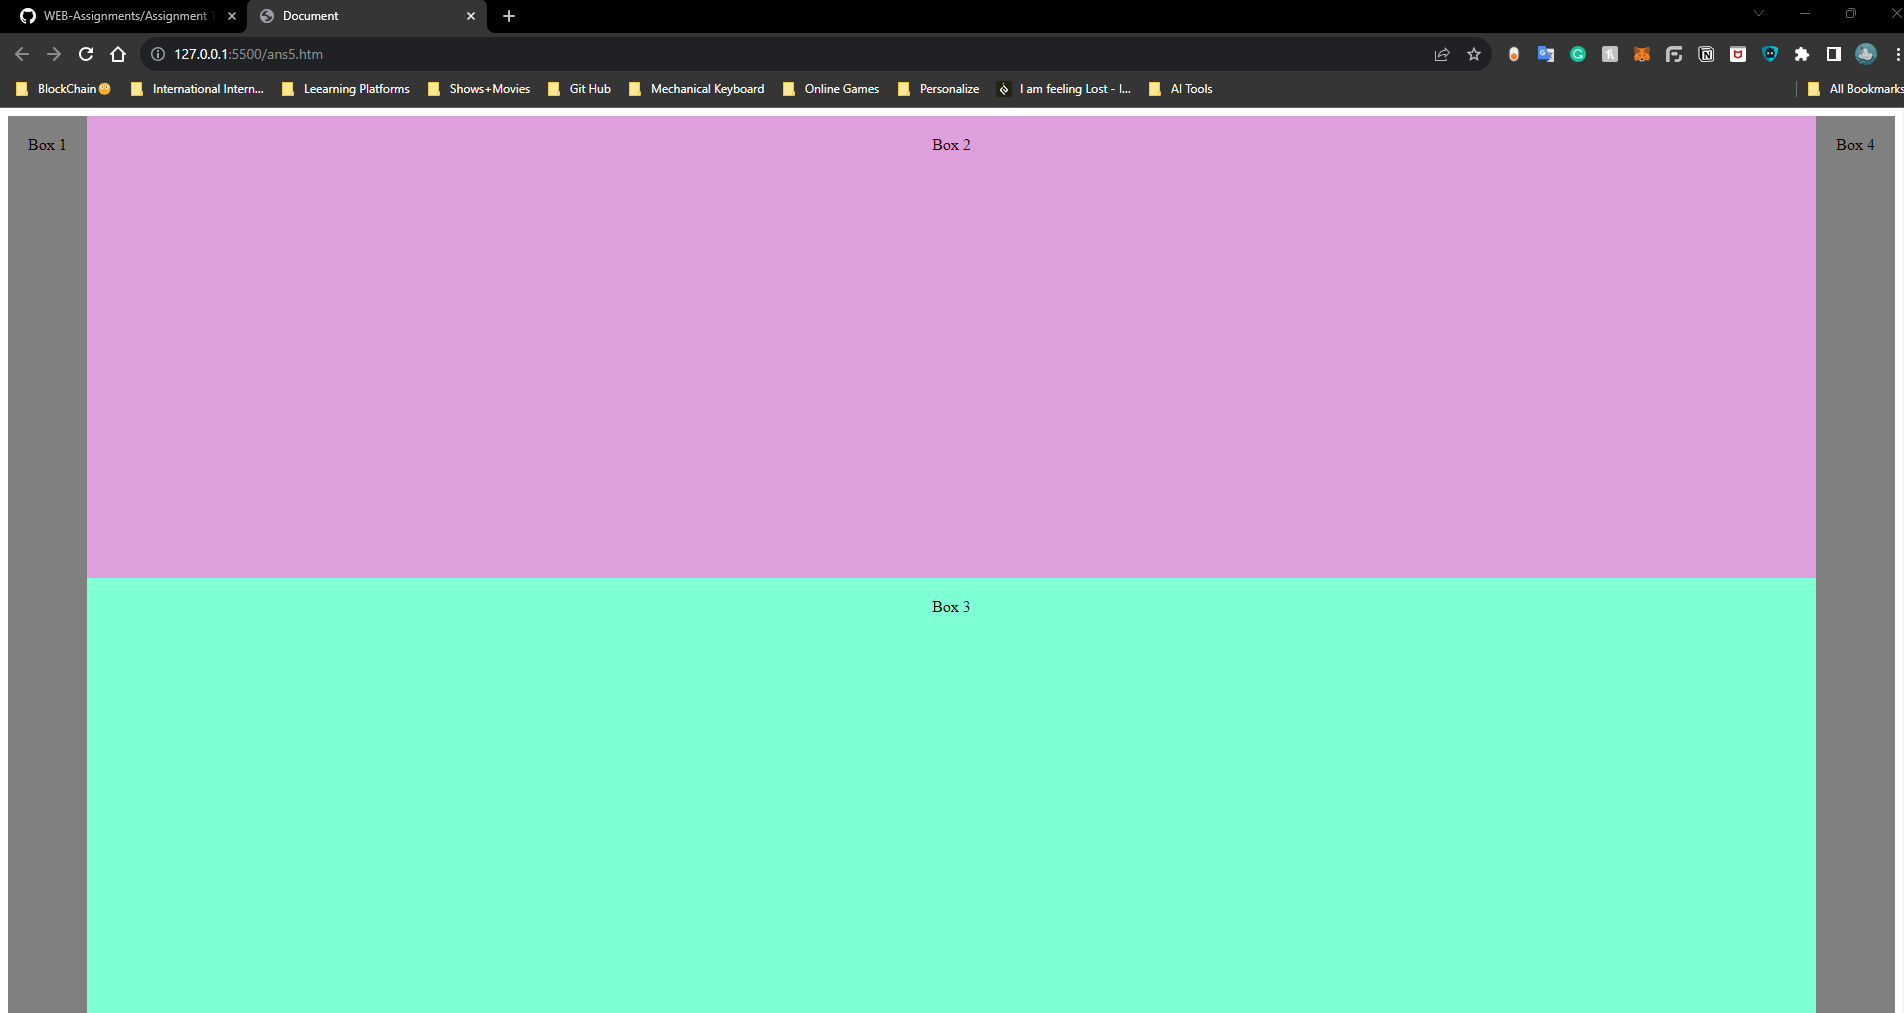 WEB-Assignments/Assignment 1
Document
127.0.0.1:5500/ans5.htm
BlockChain😳 International Intern... Leearning Platforms Shows+Movies Git Hub Mechanical Keyboard Online Games Personalize I am feeling Lost - I... AI Tools All Bookmarks
Box 1 Box 2 Box 4
Box 3